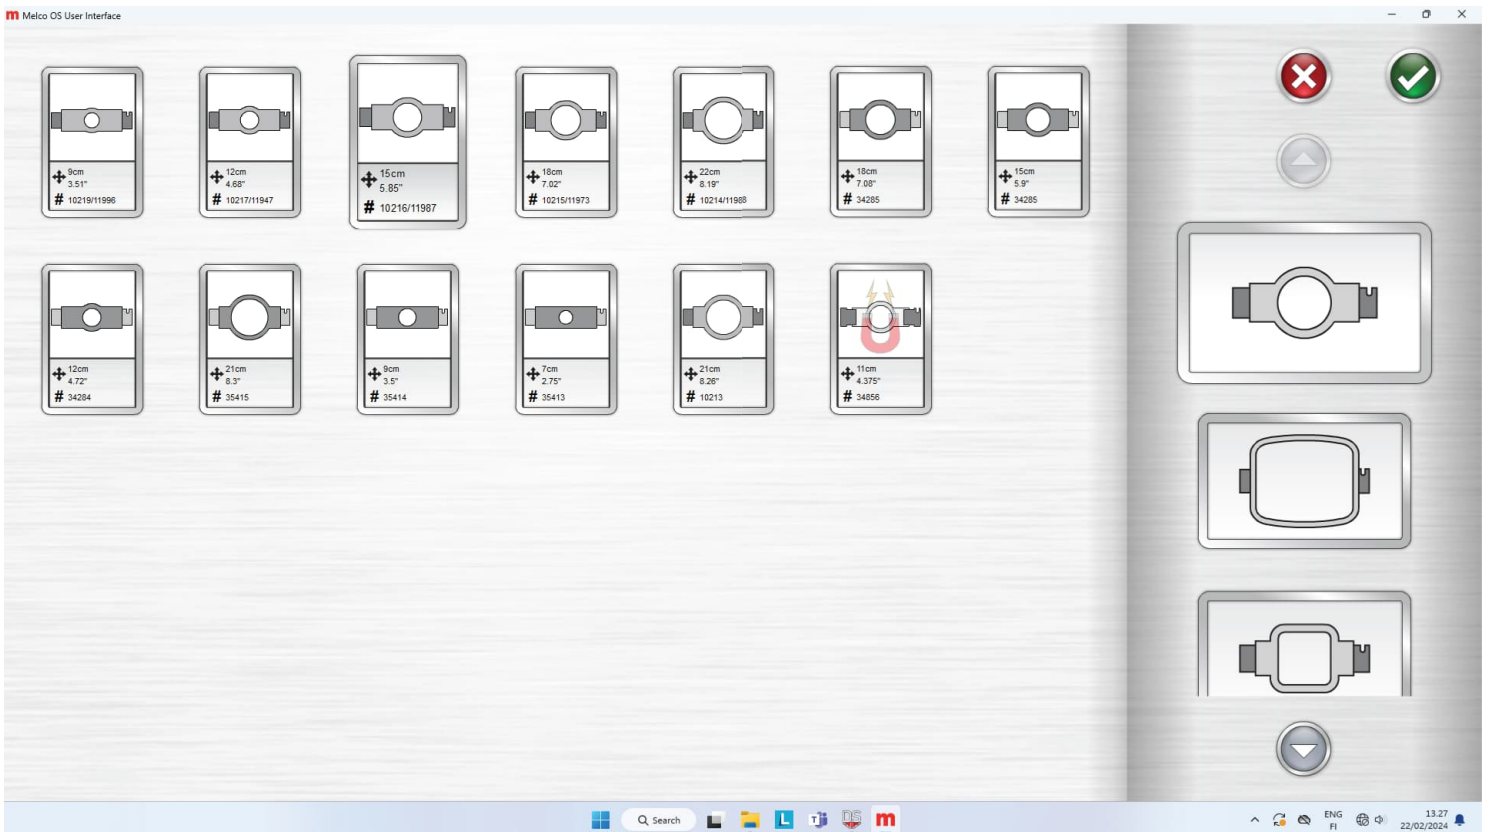 m Melco OS User Interface
9cm
3.51"
# 10219/11996
12cm
4.68"
# 10217/11947
15cm
5.85"
# 10216/11987
18cm
7.02"
# 10215/11973
22cm
8.19"
# 10214/11988
18cm
7.08"
# 34285
15cm
5.9"
# 34285
12cm
4.72"
# 34284
21cm
8.3"
# 35415
9cm
3.5"
# 35414
7cm
2.75"
# 35413
21cm
8.26"
# 10213
11cm
4.375"
# 34856
Search
L
DS
m
ENG
FI
13.27
22/02/2024